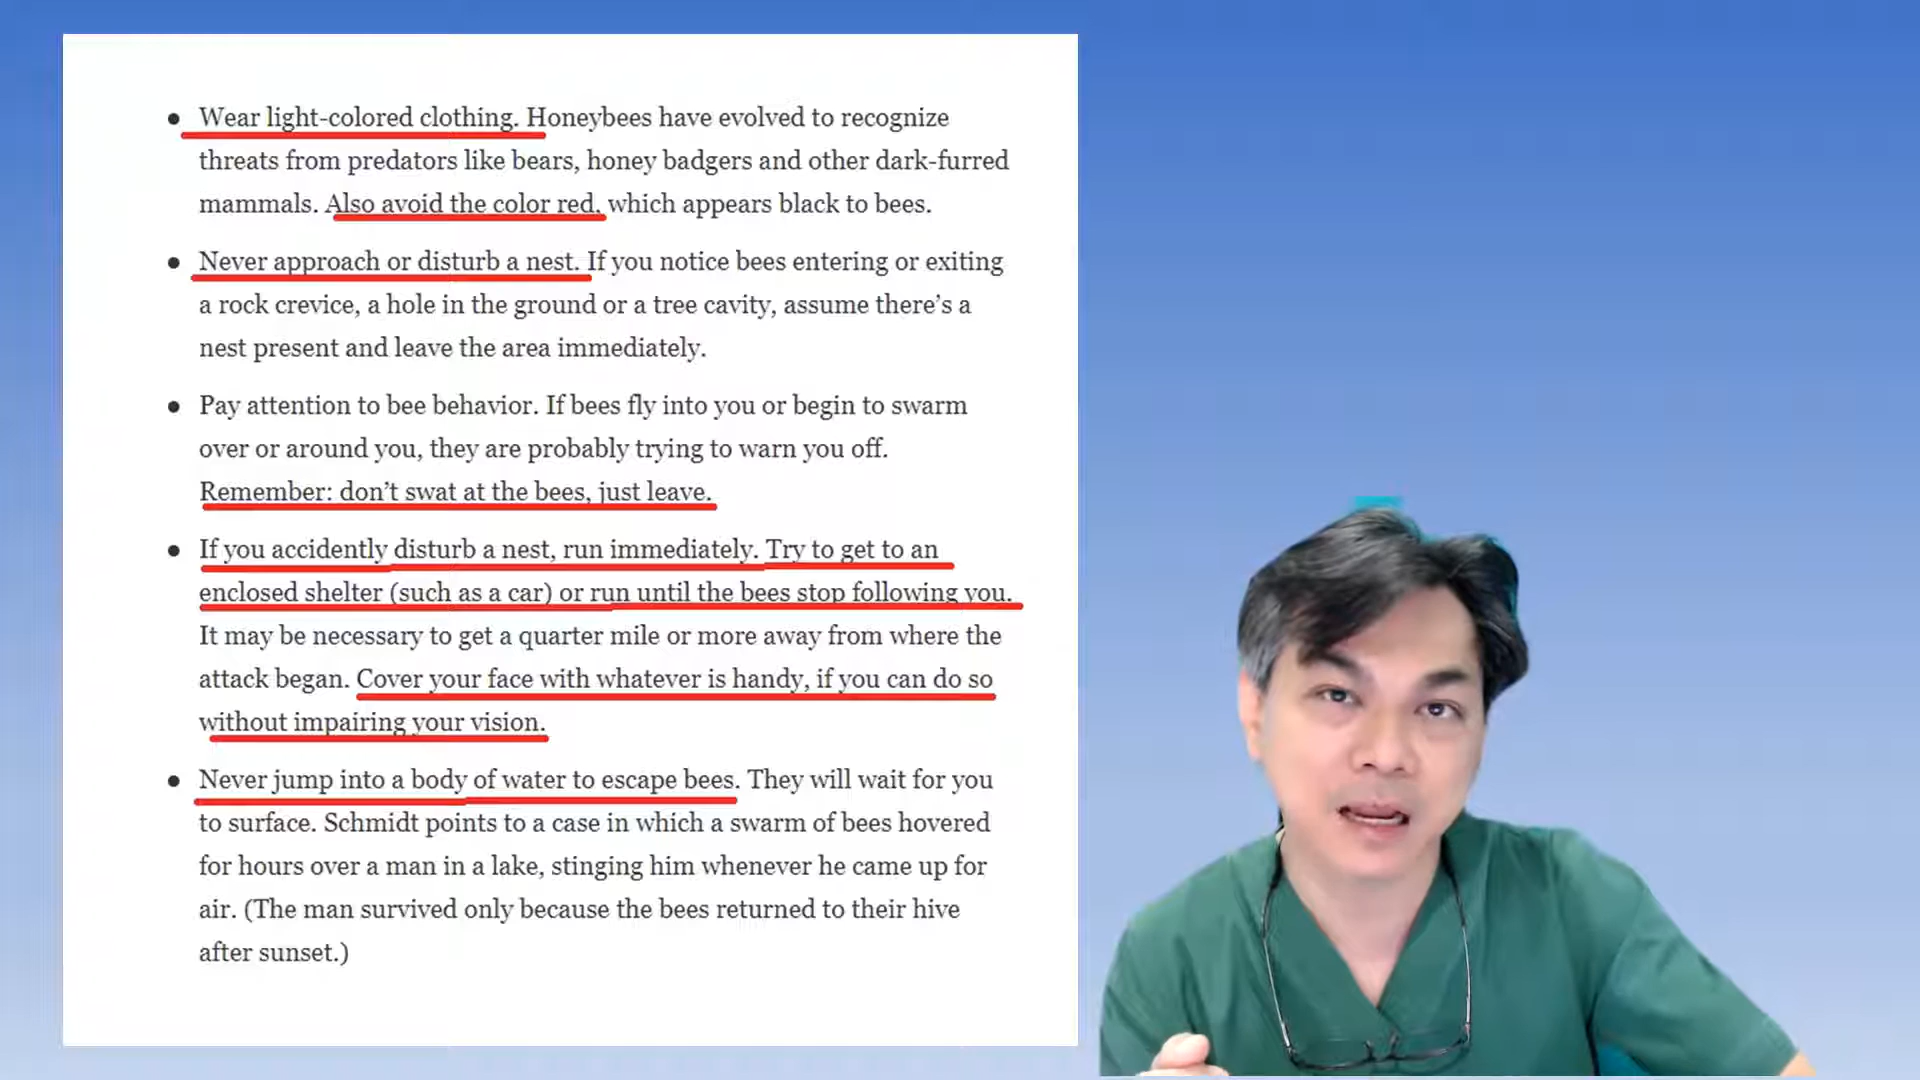 ● Wear light-colored clothing. Honeybees have evolved to recognize
threats from predators like bears, honey badgers and other dark-furred
mammals. Also avoid the color red, which appears black to bees.
● Never approach or disturb a nest. If you notice bees entering or exiting
a rock crevice, a hole in the ground or a tree cavity, assume there’s a
nest present and leave the area immediately.
● Pay attention to bee behavior. If bees fly into you or begin to swarm
over or around you, they are probably trying to warn you off.
Remember: don’t swat at the bees, just leave.
● If you accidently disturb a nest, run immediately. Try to get to an
enclosed shelter (such as a car) or run until the bees stop following you.
It may be necessary to get a quarter mile or more away from where the
attack began. Cover your face with whatever is handy, if you can do so
without impairing your vision.
● Never jump into a body of water to escape bees. They will wait for you
to surface. Schmidt points to a case in which a swarm of bees hovered
for hours over a man in a lake, stinging him whenever he came up for
air. (The man survived only because the bees returned to their hive
after sunset.)